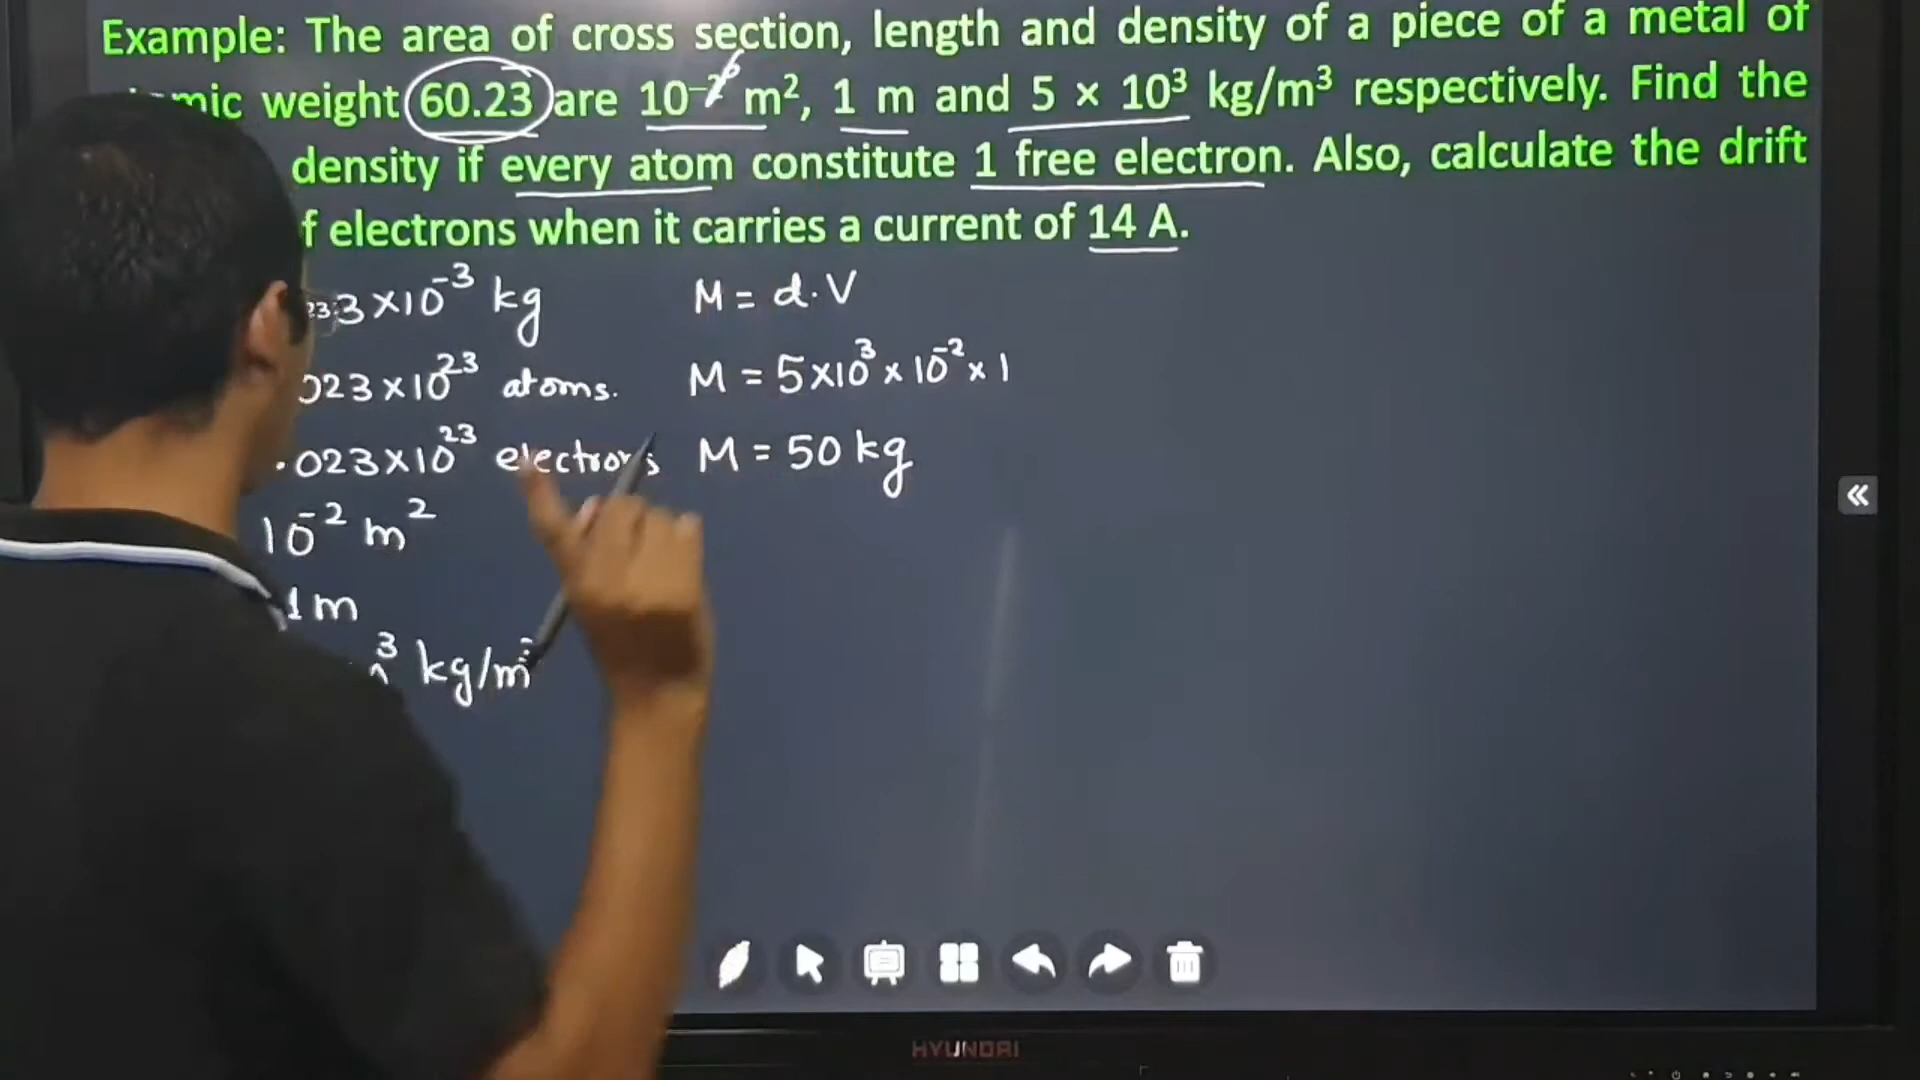 Example: The area of cross section, length and density of a piece of a metal of
weight 60.23 are 10⁻² m², 1 m and 5 × 10³ kg/m³ respectively. Find the
density if every atom constitute 1 free electron. Also, calculate the drift
f electrons when it carries a current of 14 A.
3×10⁻³ kg
023×10²³ atoms.
.023×10²³ electrons
10⁻² m²
1m
³ kg/m
M = d.V
M = 5×10³ × 10⁻² × 1
M = 50 kg
HYUNDAI